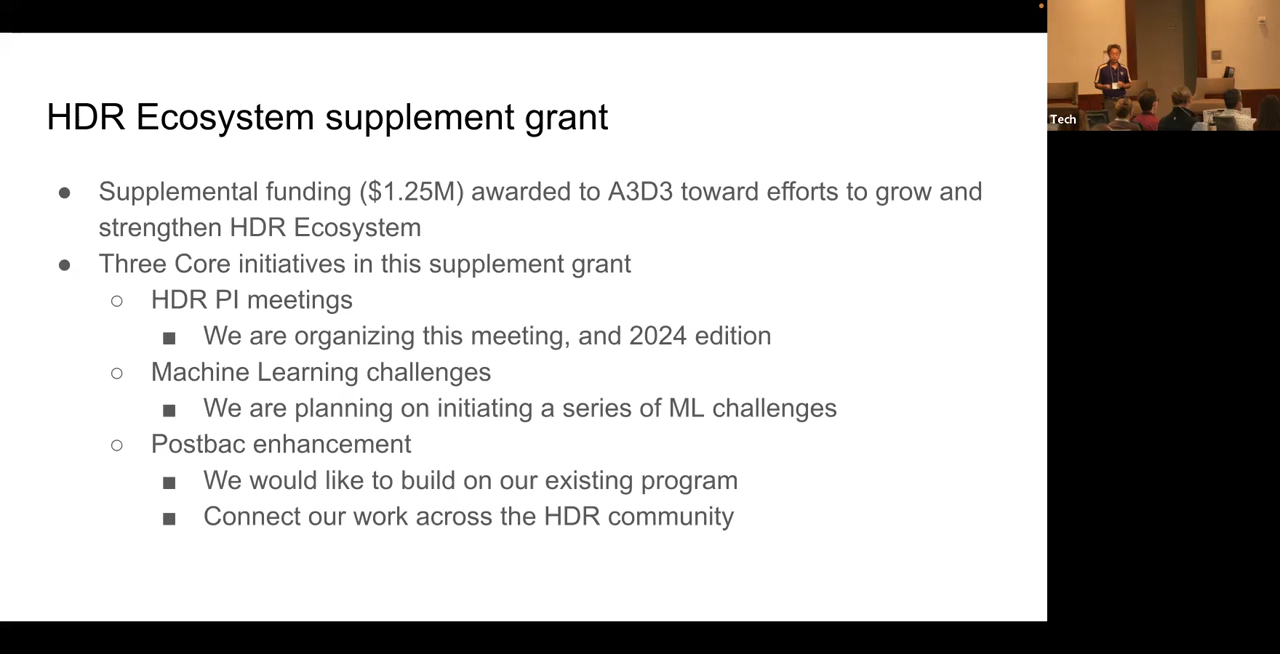 HDR Ecosystem supplement grant
● Supplemental funding ($1.25M) awarded to A3D3 toward efforts to grow and
strengthen HDR Ecosystem
● Three Core initiatives in this supplement grant
○ HDR PI meetings
■ We are organizing this meeting, and 2024 edition
○ Machine Learning challenges
■ We are planning on initiating a series of ML challenges
○ Postbac enhancement
■ We would like to build on our existing program
■ Connect our work across the HDR community
Tech